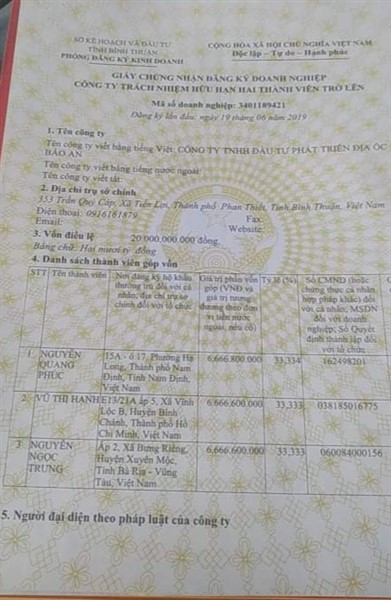 SỞ KẾ HOẠCH VÀ ĐẦU TƯ
TỈNH BÌNH THUẬN
PHÒNG ĐĂNG KÝ KINH DOANH
CỘNG HÒA XÃ HỘI CHỦ NGHĨA VIỆT NAM
Độc lập - Tự do - Hạnh phúc
GIẤY CHỨNG NHẬN ĐĂNG KÝ DOANH NGHIỆP
CÔNG TY TRÁCH NHIỆM HỮU HẠN HAI THÀNH VIÊN TRỞ LÊN
Mã số doanh nghiệp: 3401189421
Đăng ký lần đầu: ngày 19 tháng 06 năm 2019
1. Tên công ty
Tên công ty viết bằng tiếng Việt: CÔNG TY TNHH ĐẦU TƯ PHÁT TRIỂN ĐỊA ỐC
BẢO AN
Tên công ty viết bằng tiếng nước ngoài:
Tên công ty viết tắt:
2. Địa chỉ trụ sở chính
353 Trần Quý Cáp, Xã Tiến Lợi, Thành phố Phan Thiết, Tỉnh Bình Thuận, Việt Nam
Điện thoại: 0916181879 Fax:
Email: Website:
3. Vốn điều lệ 20.000.000.000 đồng.
Bằng chữ: Hai mươi tỷ đồng
4. Danh sách thành viên góp vốn
STT Tên thành viên Nơi đăng ký hộ khẩu Giá trị phần vốn Tỷ lệ (%) Số CMND (hoặc
thường trú đối với cá góp (VNĐ và chứng thực cá nhân
nhân; địa chỉ trụ sở giá trị tương hợp pháp khác) đối
chính đối với tổ chức đương theo đơn với cá nhân; MSDN
vị tiền nước đối với doanh
ngoài, nếu có) nghiệp; Số Quyết
định thành lập đối
với tổ chức
1 NGUYỄN 15A - ô 17, Phường Hạ 6.666.800.000 33,334 162498201
QUANG Long, Thành phố Nam
PHÚC Định, Tỉnh Nam Định,
Việt Nam
2 VŨ THỊ HẠNH E13/21A ấp 5, Xã Vĩnh 6.666.600.000 33,333 038185016775
Lộc B, Huyện Bình
Chánh, Thành phố Hồ
Chí Minh, Việt Nam
3 NGUYỄN Ấp 2, Xã Bưng Riềng, 6.666.600.000 33,333 060084000156
NGỌC Huyện Xuyên Mộc,
TRUNG Tỉnh Bà Rịa - Vũng
Tàu, Việt Nam
5. Người đại diện theo pháp luật của công ty